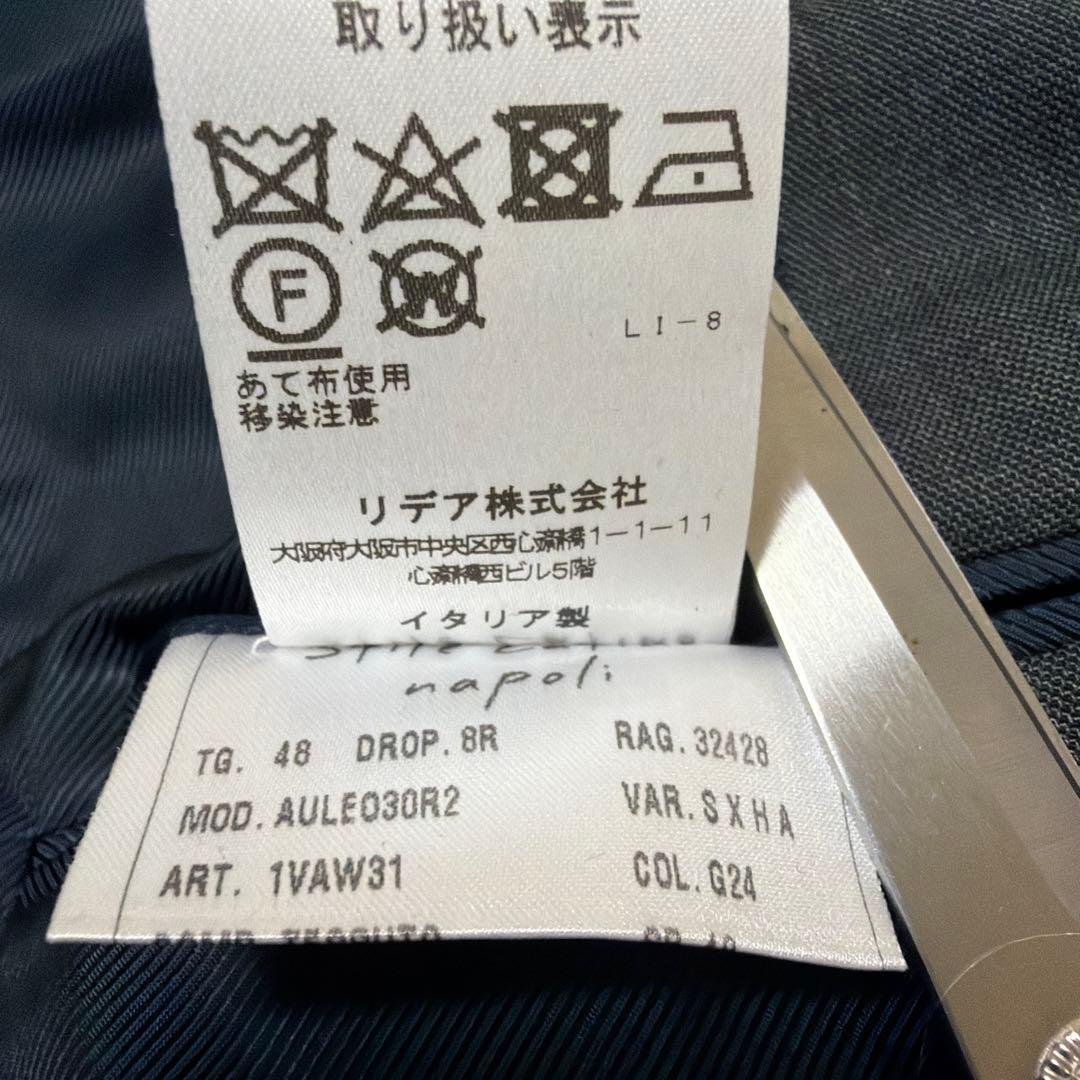 取り扱い表示
F
W
LI-8
あて布使用
移染注意
リデア株式会社
大阪府大阪市中央区西心斎橋1-1-11
心斎橋西ビル5階
イタリア製
napoli
TG. 48 DROP. 8R RAG. 32428
MOD. AULE030R2 VAR. SXHA
ART. 1VAW31 COL. G24